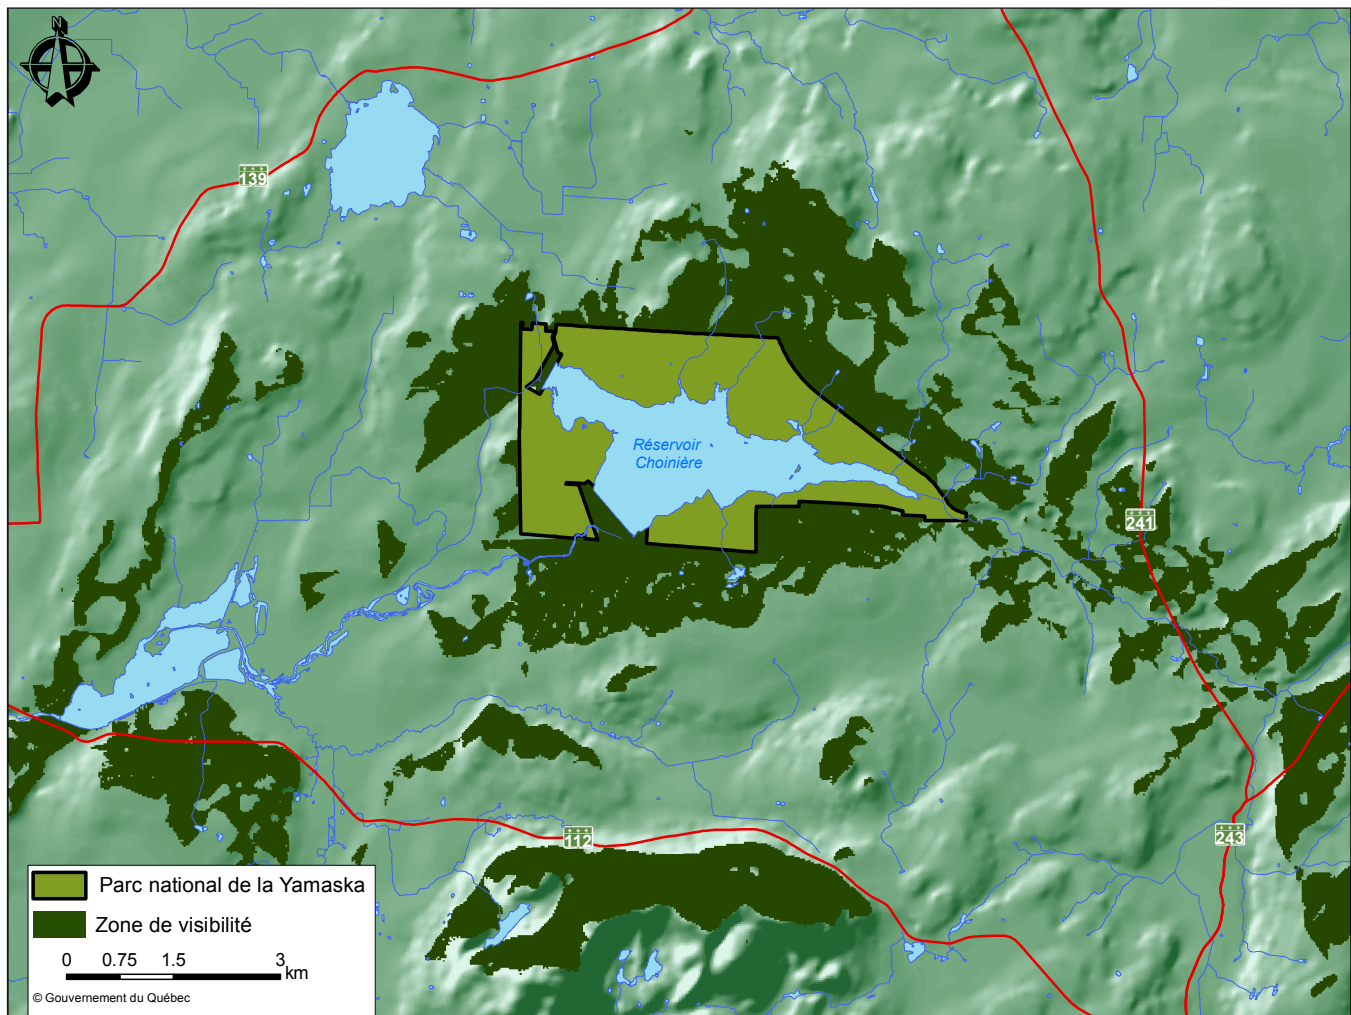 N
139
Réservoir
Choinière
241
112
243
Parc national de la Yamaska
Zone de visibilité
0 0.75 1.5 3
km
© Gouvernement du Québec